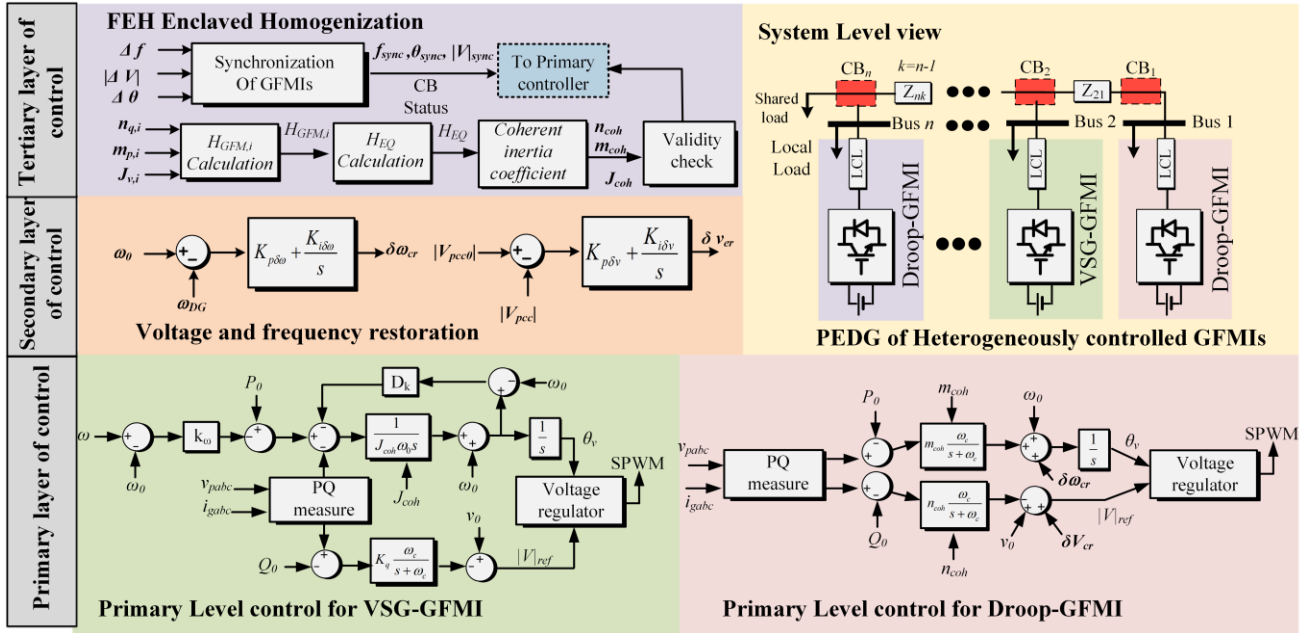 Tertiary layer of
control
FEH Enclaved Homogenization
Δ f
|Δ V|
Δ θ
Synchronization
Of GFMIs
f_sync , θ_sync, |V|_sync
CB
Status
To Primary
controller
n_q,i
m_p,i
J_v,i
H_GFM,i
Calculation
H_GFM,i
H_EQ
Calculation
H_EQ
Coherent
inertia
coefficient
n_coh
m_coh
J_coh
Validity
check
System Level view
CB_n
k=n-1
Z_nk
CB_2
Z_21
CB_1
Shared
load
Bus n
Bus 2
Bus 1
Local
Load
LCL
LCL
LCL
Droop-GFMI
VSG-GFMI
Droop-GFMI
PEDG of Heterogeneously controlled GFMIs
Secondary layer
of control
ω_0
+
-
ω_DG
K_pδω + K_iδω / s
δω_cr
|V_pcc0|
+
-
|V_pcc|
K_pδv + K_iδv / s
δ v_er
Voltage and frequency restoration
Primary layer of control
ω
+
-
ω_0
k_ω
P_0
+
-
+
-
-
D_k
+
-
ω_0
1 / J_coh ω_0 s
J_coh
+
+
ω_0
1 / s
θ_v
SPWM
v_pabc
i_gabc
PQ
measure
Voltage
regulator
Q_0
+
-
K_q ω_c / s + ω_c
v_0
+
-
|V|_ref
Primary Level control for VSG-GFMI
v_pabc
i_gabc
PQ
measure
P_0
-
+
m_coh
m_coh ω_c / s + ω_c
ω_0
+
+
+
δω_cr
1 / s
θ_v
SPWM
Voltage
regulator
+
-
Q_0
n_coh ω_c / s + ω_c
n_coh
-
+
+
v_0
δV_cr
|V|_ref
Primary Level control for Droop-GFMI